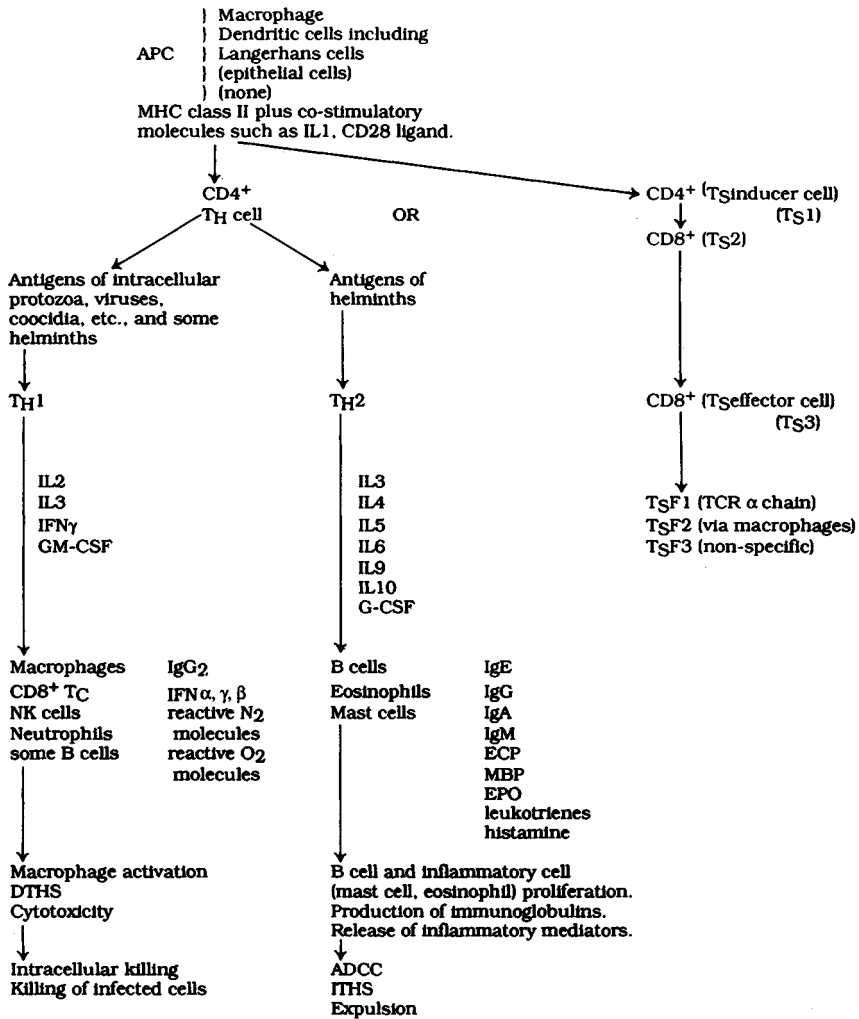 Macrophage
Dendritic cells including
APC Langerhans cells
(epithelial cells)
(none)
MHC class II plus co-stimulatory
molecules such as IL1, CD28 ligand.
CD4+
TH cell
OR
CD4+ (TSinducer cell)
(TS1)
CD8+ (TS2)
Antigens of intracellular
protozoa, viruses,
coocidia, etc., and some
helminths
Antigens of
helminths
TH1
TH2
CD8+ (TSeffector cell)
(TS3)
IL2
IL3
IFNγ
GM-CSF
IL3
IL4
IL5
IL6
IL9
IL10
G-CSF
TSF1 (TCR α chain)
TSF2 (via macrophages)
TSF3 (non-specific)
Macrophages
CD8+ TC
NK cells
Neutrophils
some B cells
IgG2
IFN α, γ, β
reactive N2
molecules
reactive O2
molecules
B cells
Eosinophils
Mast cells
IgE
IgG
IgA
IgM
ECP
MBP
EPO
leukotrienes
histamine
Macrophage activation
DTHS
Cytotoxicity
B cell and inflammatory cell
(mast cell, eosinophil) proliferation.
Production of immunoglobulins.
Release of inflammatory mediators.
Intracellular killing
Killing of infected cells
ADCC
ITHS
Expulsion